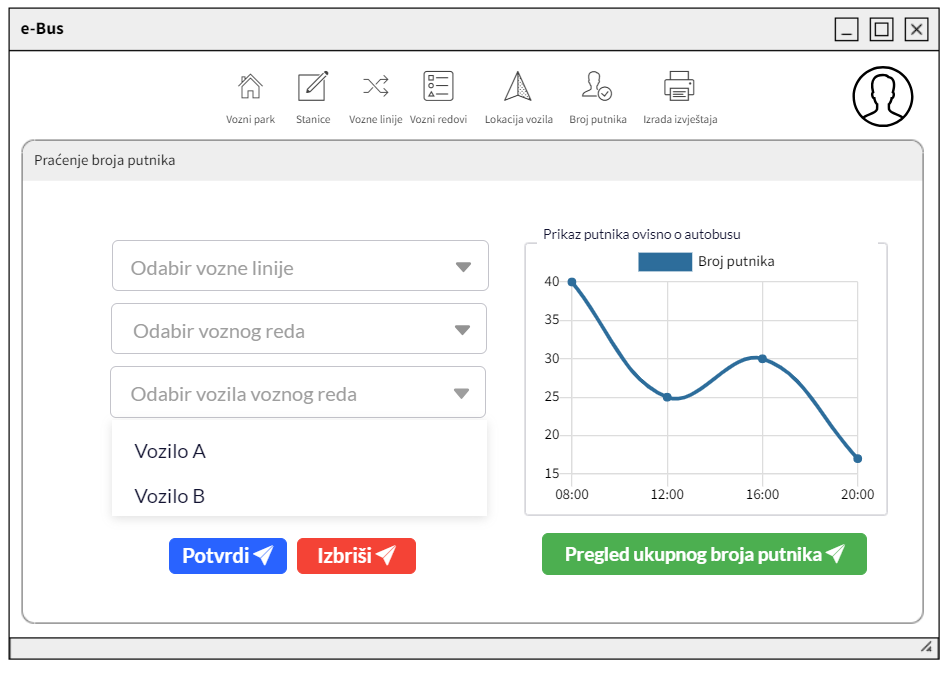 e-Bus
Vozni park
Stanice
Vozne linije
Vozni redovi
Lokacija vozila
Broj putnika
Izrada izvještaja
Praćenje broja putnika
Odabir vozne linije
Odabir voznog reda
Odabir vozila voznog reda
Vozilo A
Vozilo B
Potvrdi
Izbriši
Prikaz putnika ovisno o autobusu
Broj putnika
40
35
30
25
20
15
08:00 12:00 16:00 20:00
Pregled ukupnog broja putnika